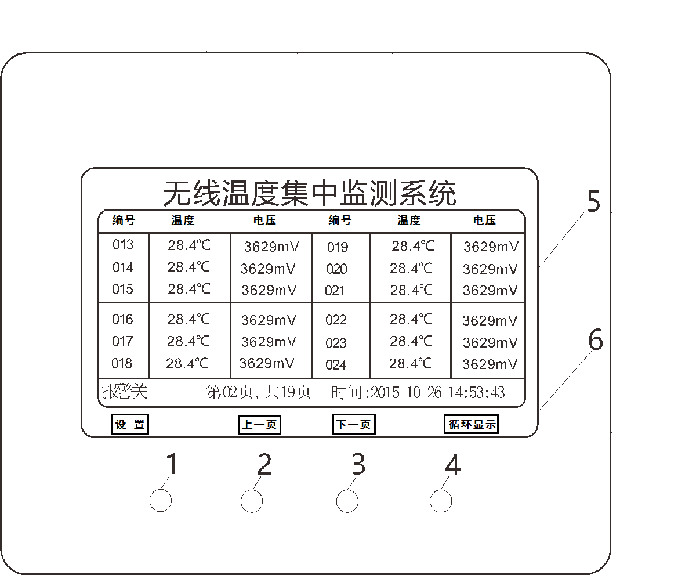 无线温度集中监测系统
编号 温度 电压 编号 温度 电压
013 28.4℃ 3629mV 019 28.4℃ 3629mV
014 28.4℃ 3629mV 020 28.4℃ 3629mV
015 28.4℃ 3629mV 021 28.4℃ 3629mV
016 28.4℃ 3629mV 022 28.4℃ 3629mV
017 28.4℃ 3629mV 023 28.4℃ 3629mV
018 28.4℃ 3629mV 024 28.4℃ 3629mV
第02页, 共19页 时间:2015-10-26 14:53:43
设 置 上一页 下一页 循环显示
5
6
1 2 3 4